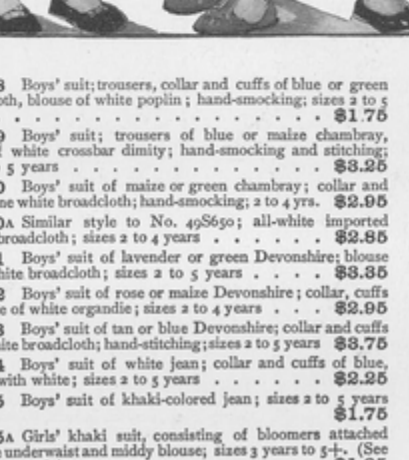 Boys' suit; trousers, collar and cuffs of blue or green
oth, blouse of white poplin; hand-smocking; sizes 2 to 5
. . . . . . . . . . . . . . . . $1.75
9 Boys' suit; trousers of blue or maize chambray,
white crossbar dimity; hand-smocking and stitching;
5 years . . . . . . . . . . . . . $3.25
Boys' suit of maize or green chambray; collar and
ne white broadcloth; hand-smocking; 2 to 4 yrs. $2.95
0A Similar style to No. 49S650; all-white imported
broadcloth; sizes 2 to 4 years . . . . . . $2.85
Boys' suit of lavender or green Devonshire; blouse
hite broadcloth; sizes 2 to 5 years . . . . $3.35
2 Boys' suit of rose or maize Devonshire; collar, cuffs
e of white organdie; sizes 2 to 4 years . . . $2.95
3 Boys' suit of tan or blue Devonshire; collar and cuffs
ite broadcloth; hand-stitching; sizes 2 to 5 years $3.75
4 Boys' suit of white jean; collar and cuffs of blue,
with white; sizes 2 to 5 years . . . . . . $2.25
5 Boys' suit of khaki-colored jean; sizes 2 to 5 years
$1.75
5A Girls' khaki suit, consisting of bloomers attached
underwaist and middy blouse; sizes 3 years to 5+. (See